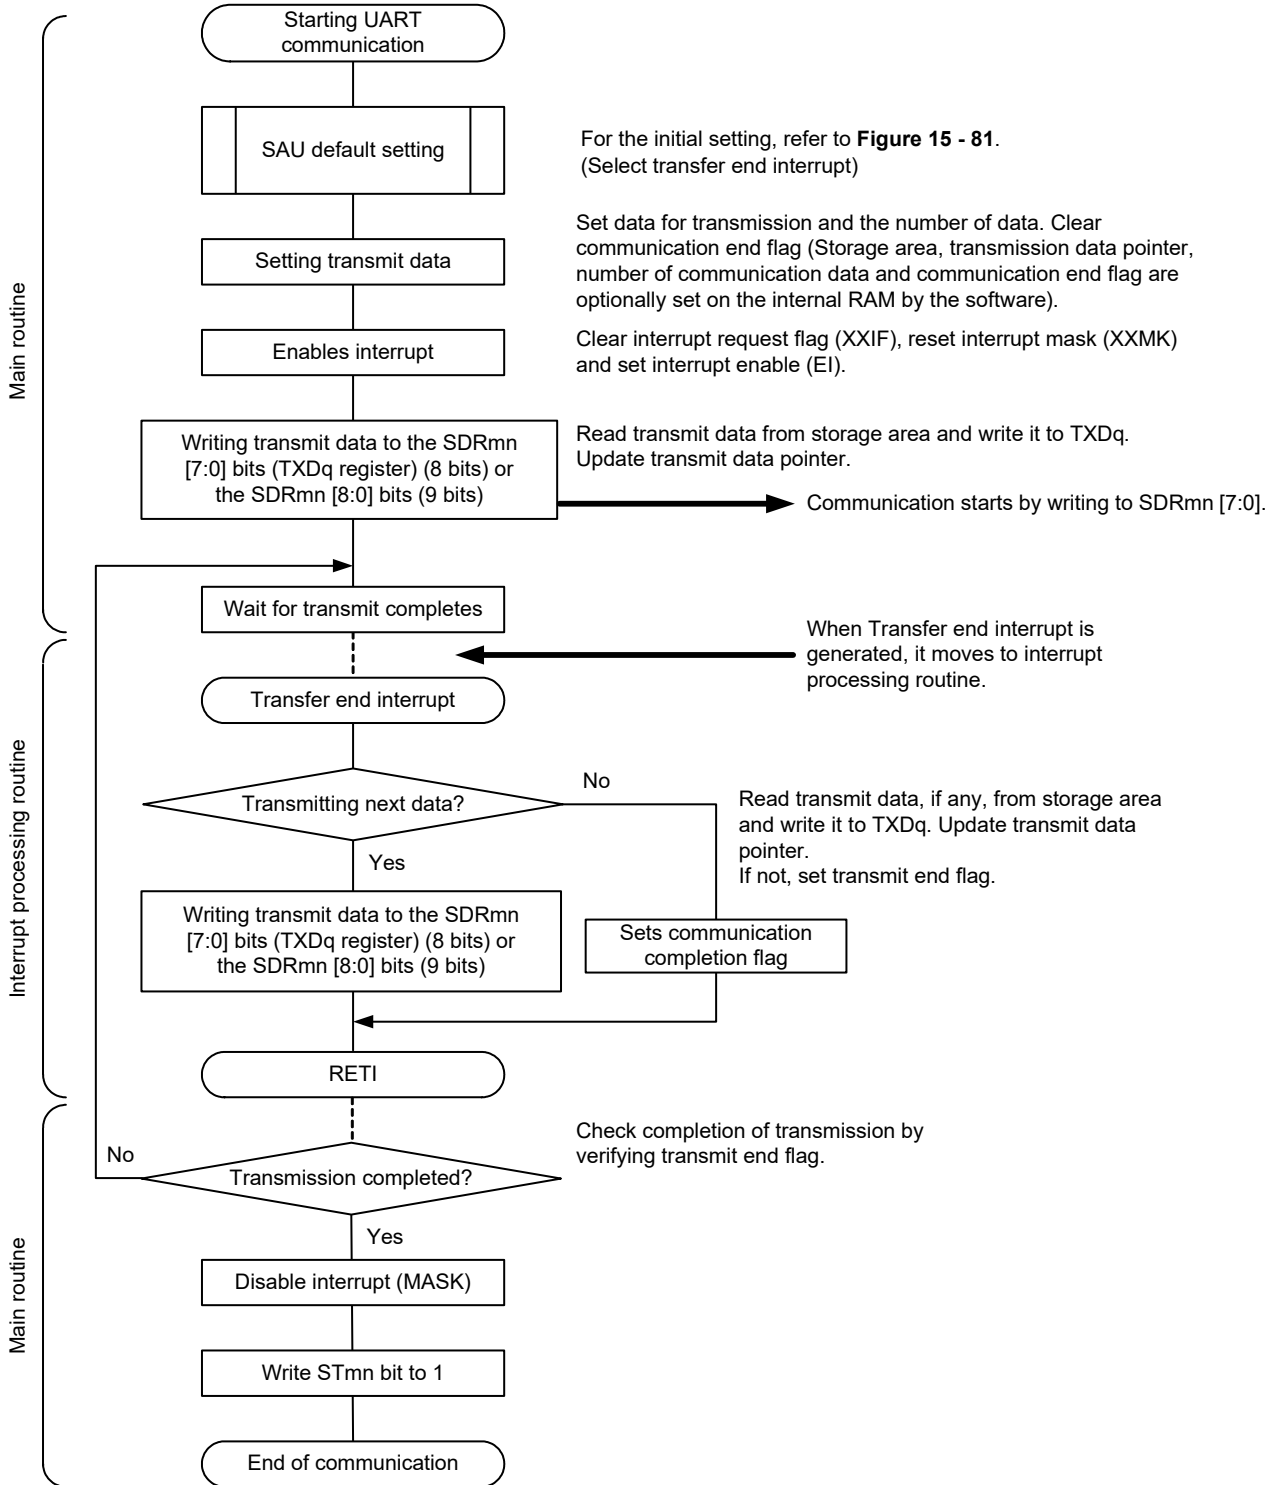 Starting UART
communication
SAU default setting
For the initial setting, refer to Figure 15 - 81.
(Select transfer end interrupt)
Setting transmit data
Set data for transmission and the number of data. Clear
communication end flag (Storage area, transmission data pointer,
number of communication data and communication end flag are
optionally set on the internal RAM by the software).
Enables interrupt
Clear interrupt request flag (XXIF), reset interrupt mask (XXMK)
and set interrupt enable (EI).
Main routine
Writing transmit data to the SDRmn
[7:0] bits (TXDq register) (8 bits) or
the SDRmn [8:0] bits (9 bits)
Read transmit data from storage area and write it to TXDq.
Update transmit data pointer.
Communication starts by writing to SDRmn [7:0].
Wait for transmit completes
When Transfer end interrupt is
generated, it moves to interrupt
processing routine.
Transfer end interrupt
Transmitting next data?
No
Yes
Read transmit data, if any, from storage area
and write it to TXDq. Update transmit data
pointer.
If not, set transmit end flag.
Interrupt processing routine
Writing transmit data to the SDRmn
[7:0] bits (TXDq register) (8 bits) or
the SDRmn [8:0] bits (9 bits)
Sets communication
completion flag
RETI
Check completion of transmission by
verifying transmit end flag.
No
Transmission completed?
Yes
Main routine
Disable interrupt (MASK)
Write STmn bit to 1
End of communication